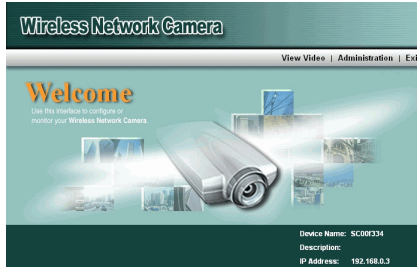 Wireless Network Camera
View Video | Administration | Exi
Welcome
Use this interface to configure or
monitor your Wireless Network Camera.
Device Name: SC00f334
Description:
IP Address: 192.168.0.3